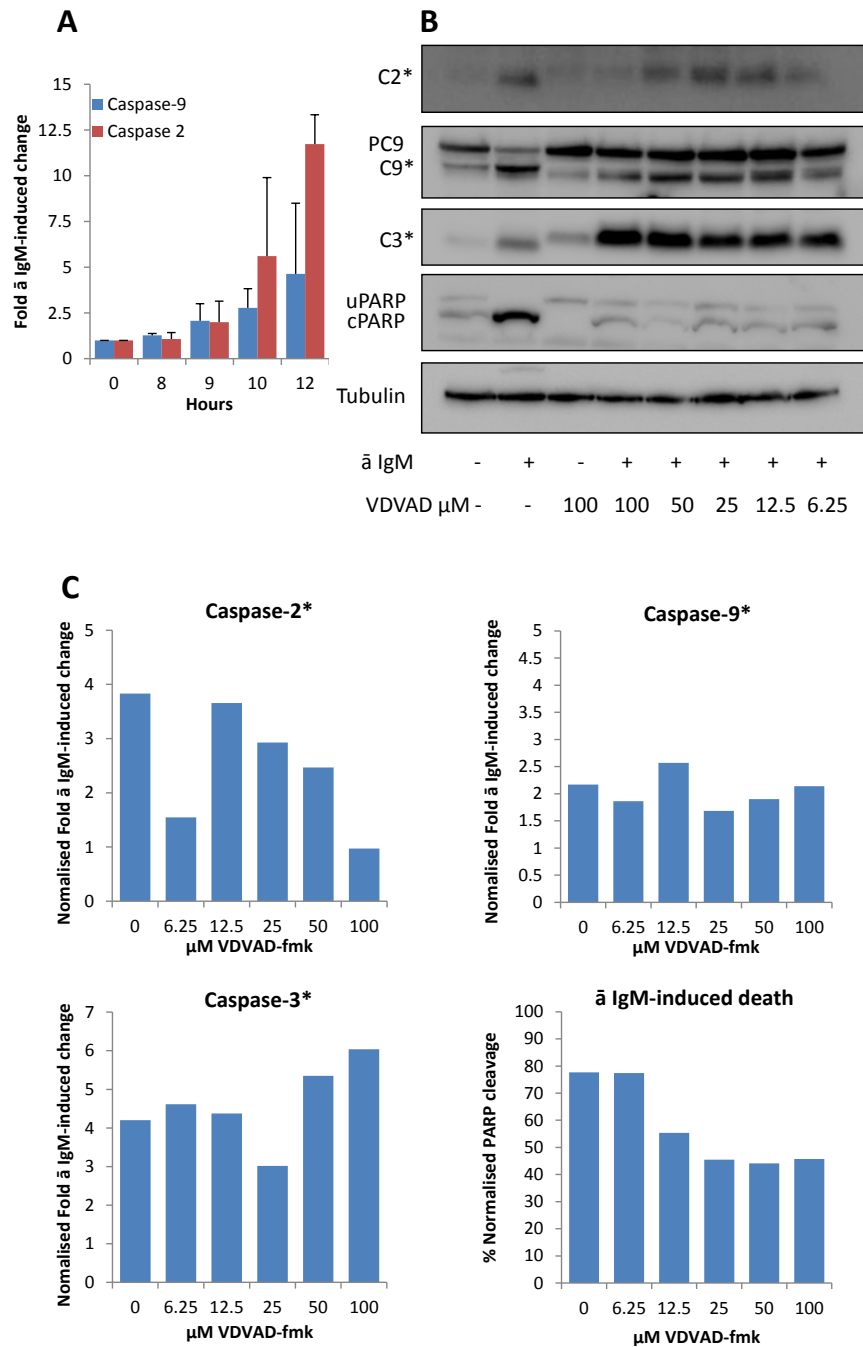 A
Fold ā IgM-induced change
15
12.5
10
7.5
5
2.5
0
Caspase-9
Caspase 2
0 8 9 10 12
Hours
B
C2*
PC9
C9*
C3*
uPARP
cPARP
Tubulin
ā IgM - + - + + + + +
VDVAD μM - - 100 100 50 25 12.5 6.25
C
Caspase-2*
Nomalised Fold ā IgM-induced change
5
4
3
2
1
0
0 6.25 12.5 25 50 100
μM VDVAD-fmk
Caspase-9*
Nomalised Fold ā IgM-induced change
5
4.5
4
3.5
3
2.5
2
1.5
1
0.5
0
0 6.25 12.5 25 50 100
μM VDVAD-fmk
Caspase-3*
Nomalised Fold ā IgM-induced change
7
6
5
4
3
2
1
0
0 6.25 12.5 25 50 100
μM VDVAD-fmk
ā IgM-induced death
% Normalised PARP cleavage
100
90
80
70
60
50
40
30
20
10
0
0 6.25 12.5 25 50 100
μM VDVAD-fmk